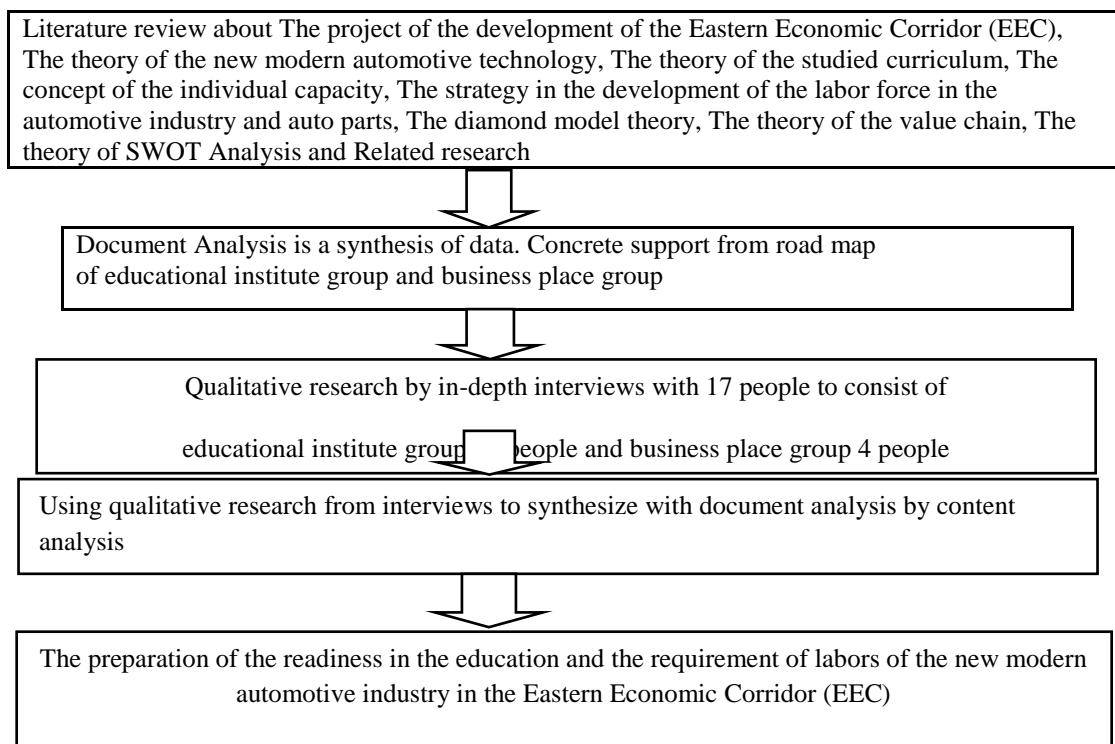 Literature review about The project of the development of the Eastern Economic Corridor (EEC),
The theory of the new modern automotive technology, The theory of the studied curriculum, The
concept of the individual capacity, The strategy in the development of the labor force in the
automotive industry and auto parts, The diamond model theory, The theory of the value chain, The
theory of SWOT Analysis and Related research
Document Analysis is a synthesis of data. Concrete support from road map
of educational institute group and business place group
Qualitative research by in-depth interviews with 17 people to consist of
educational institute group people and business place group 4 people
Using qualitative research from interviews to synthesize with document analysis by content
analysis
The preparation of the readiness in the education and the requirement of labors of the new modern
automotive industry in the Eastern Economic Corridor (EEC)